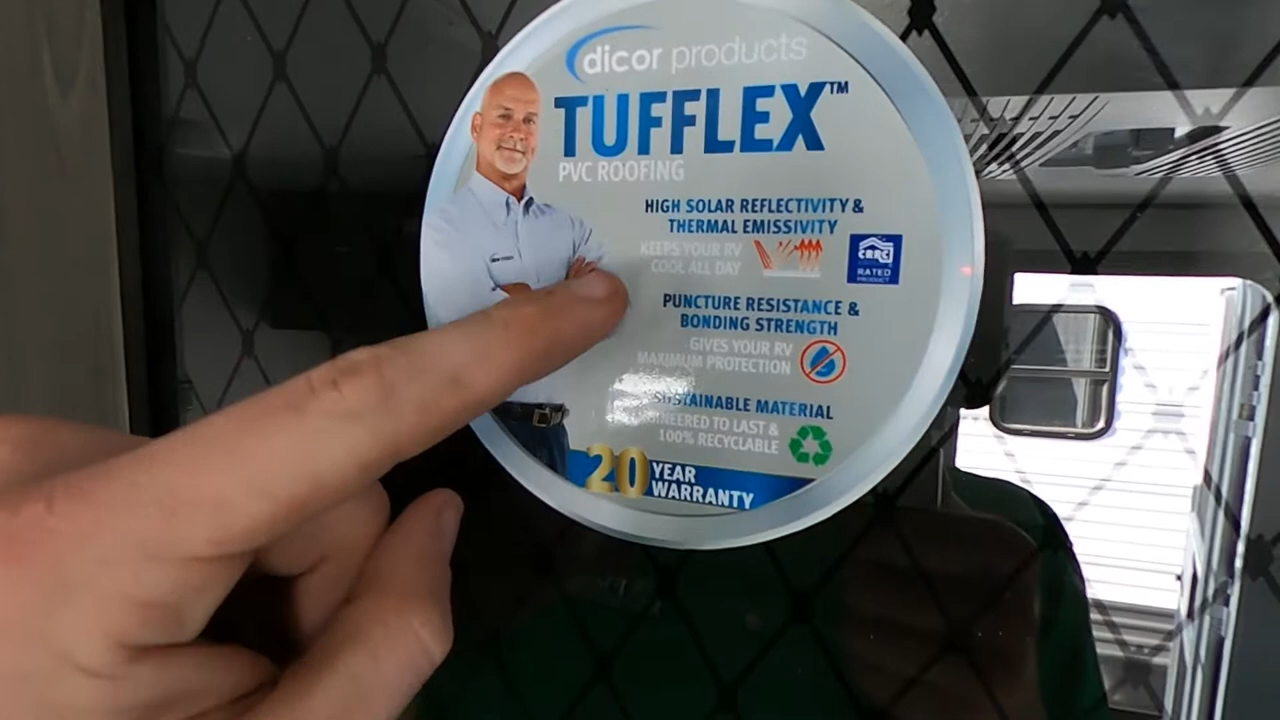 dicor products
TUFFLEX™
PVC ROOFING
HIGH SOLAR REFLECTIVITY &
THERMAL EMISSIVITY
KEEPS YOUR RV
COOL ALL DAY
CRRC
RATED
PRODUCT
PUNCTURE RESISTANCE &
BONDING STRENGTH
GIVES YOUR RV
MAXIMUM PROTECTION
SUSTAINABLE MATERIAL
ENGINEERED TO LAST &
100% RECYCLABLE
20 YEAR
WARRANTY